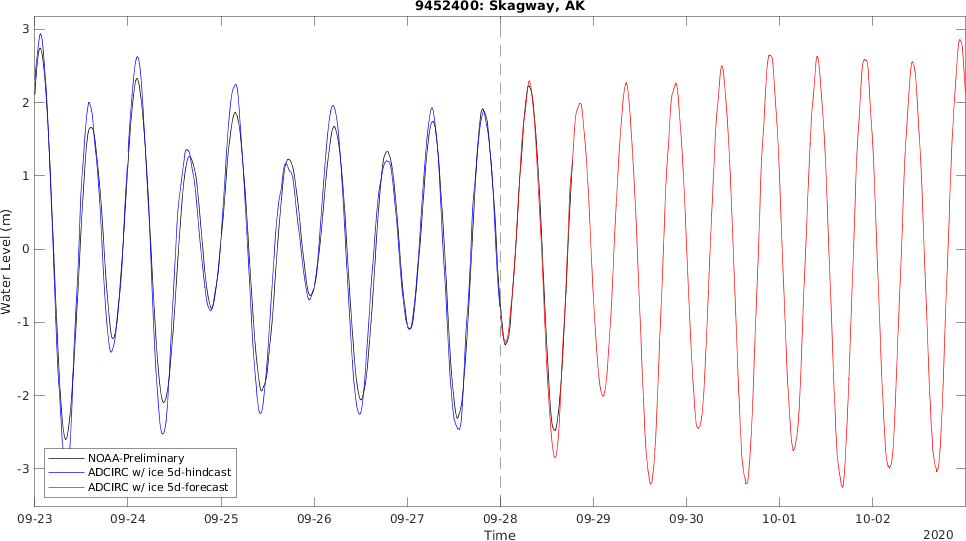 9452400: Skagway, AK
Water Level (m)
3
2
1
0
-1
-2
-3
NOAA-Preliminary
ADCIRC w/ ice 5d-hindcast
ADCIRC w/ ice 5d-forecast
09-23 09-24 09-25 09-26 09-27 09-28 09-29 09-30 10-01 10-02
Time
2020